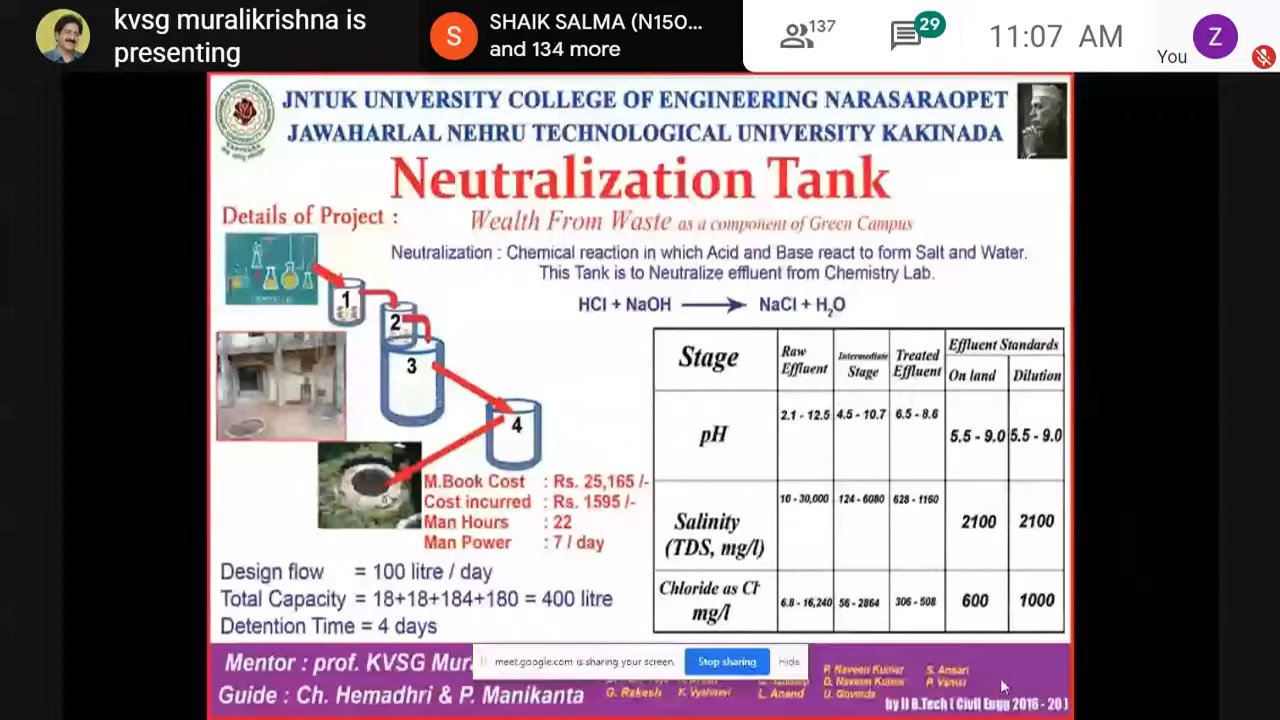 kvsg muralikrishna is
presenting
S
SHAIK SALMA (N150...
and 134 more
137
29
11:07 AM
You
Z
JNTUK UNIVERSITY COLLEGE OF ENGINEERING NARASARAOPET
JAWAHARLAL NEHRU TECHNOLOGICAL UNIVERSITY KAKINADA
Neutralization Tank
Details of Project :
Wealth From Waste as a component of Green Campus
Neutralization : Chemical reaction in which Acid and Base react to form Salt and Water.
This Tank is to Neutralize effluent from Chemistry Lab.
HCl + NaOH → NaCl + H₂O
1
2
3
4
M.Book Cost : Rs. 25,165 /-
Cost incurred : Rs. 1595 /-
Man Hours : 22
Man Power : 7 / day
Design flow = 100 litre / day
Total Capacity = 18+18+184+180 = 400 litre
Detention Time = 4 days
Stage Raw Effluent Intermediate Stage Treated Effluent Effluent Standards
On land Dilution
pH 2.1 - 12.5 4.5 - 10.7 6.5 - 8.6 5.5 - 9.0 5.5 - 9.0
Salinity (TDS, mg/l) 10 - 30,000 124 - 6080 628 - 1160 2100 2100
Chloride as Cl⁻ mg/l 6.8 - 16,240 56 - 2864 306 - 508 600 1000
Mentor : prof. KVSG Mur
meet.google.com is sharing your screen.
Stop sharing
Hide
Guide : Ch. Hemadhri & P. Manikanta
G. Rakesh K. Vyshnavi L. Anand
P. Naveen Kumar S. Ansari
D. Naveen Kumar P. Vamsi
U. Govindu
by II B.Tech ( Civil Engg 2016 - 20 )